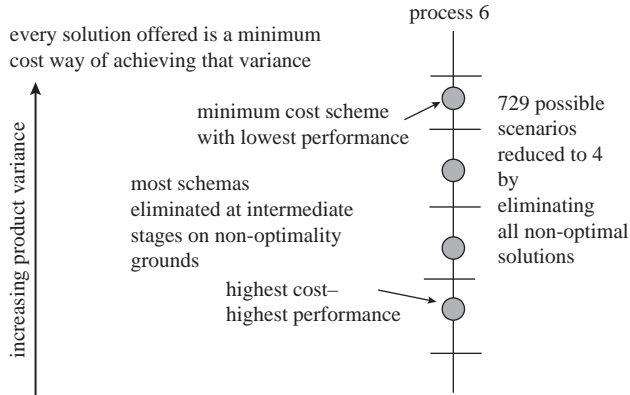 process 6
every solution offered is a minimum
cost way of achieving that variance
increasing product variance
minimum cost scheme
with lowest performance
729 possible
scenarios
reduced to 4
by
eliminating
all non-optimal
solutions
most schemas
eliminated at intermediate
stages on non-optimality
grounds
highest cost–
highest performance